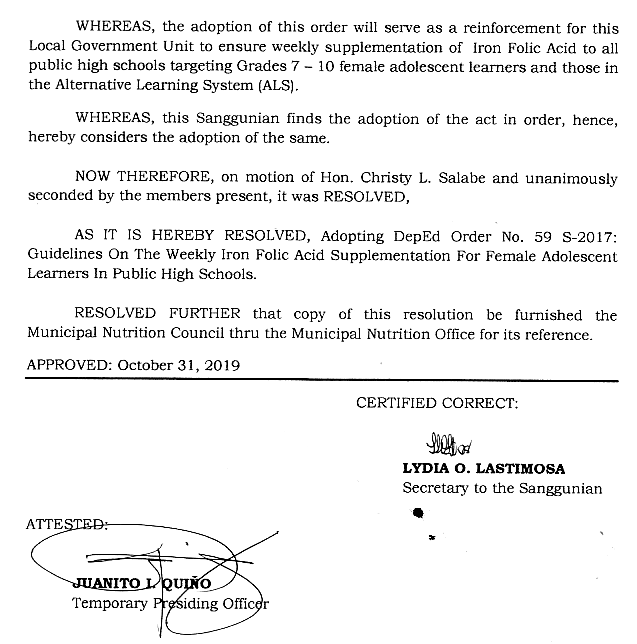 WHEREAS, the adoption of this order will serve as a reinforcement for this
Local Government Unit to ensure weekly supplementation of Iron Folic Acid to all
public high schools targeting Grades 7 – 10 female adolescent learners and those in
the Alternative Learning System (ALS).
WHEREAS, this Sanggunian finds the adoption of the act in order, hence,
hereby considers the adoption of the same.
NOW THEREFORE, on motion of Hon. Christy L. Salabe and unanimously
seconded by the members present, it was RESOLVED,
AS IT IS HEREBY RESOLVED, Adopting DepEd Order No. 59 S-2017:
Guidelines On The Weekly Iron Folic Acid Supplementation For Female Adolescent
Learners In Public High Schools.
RESOLVED FURTHER that copy of this resolution be furnished the
Municipal Nutrition Council thru the Municipal Nutrition Office for its reference.
APPROVED: October 31, 2019
CERTIFIED CORRECT:
LYDIA O. LASTIMOSA
Secretary to the Sanggunian
ATTESTED:
JUANITO I. QUIÑO
Temporary Presiding Officer